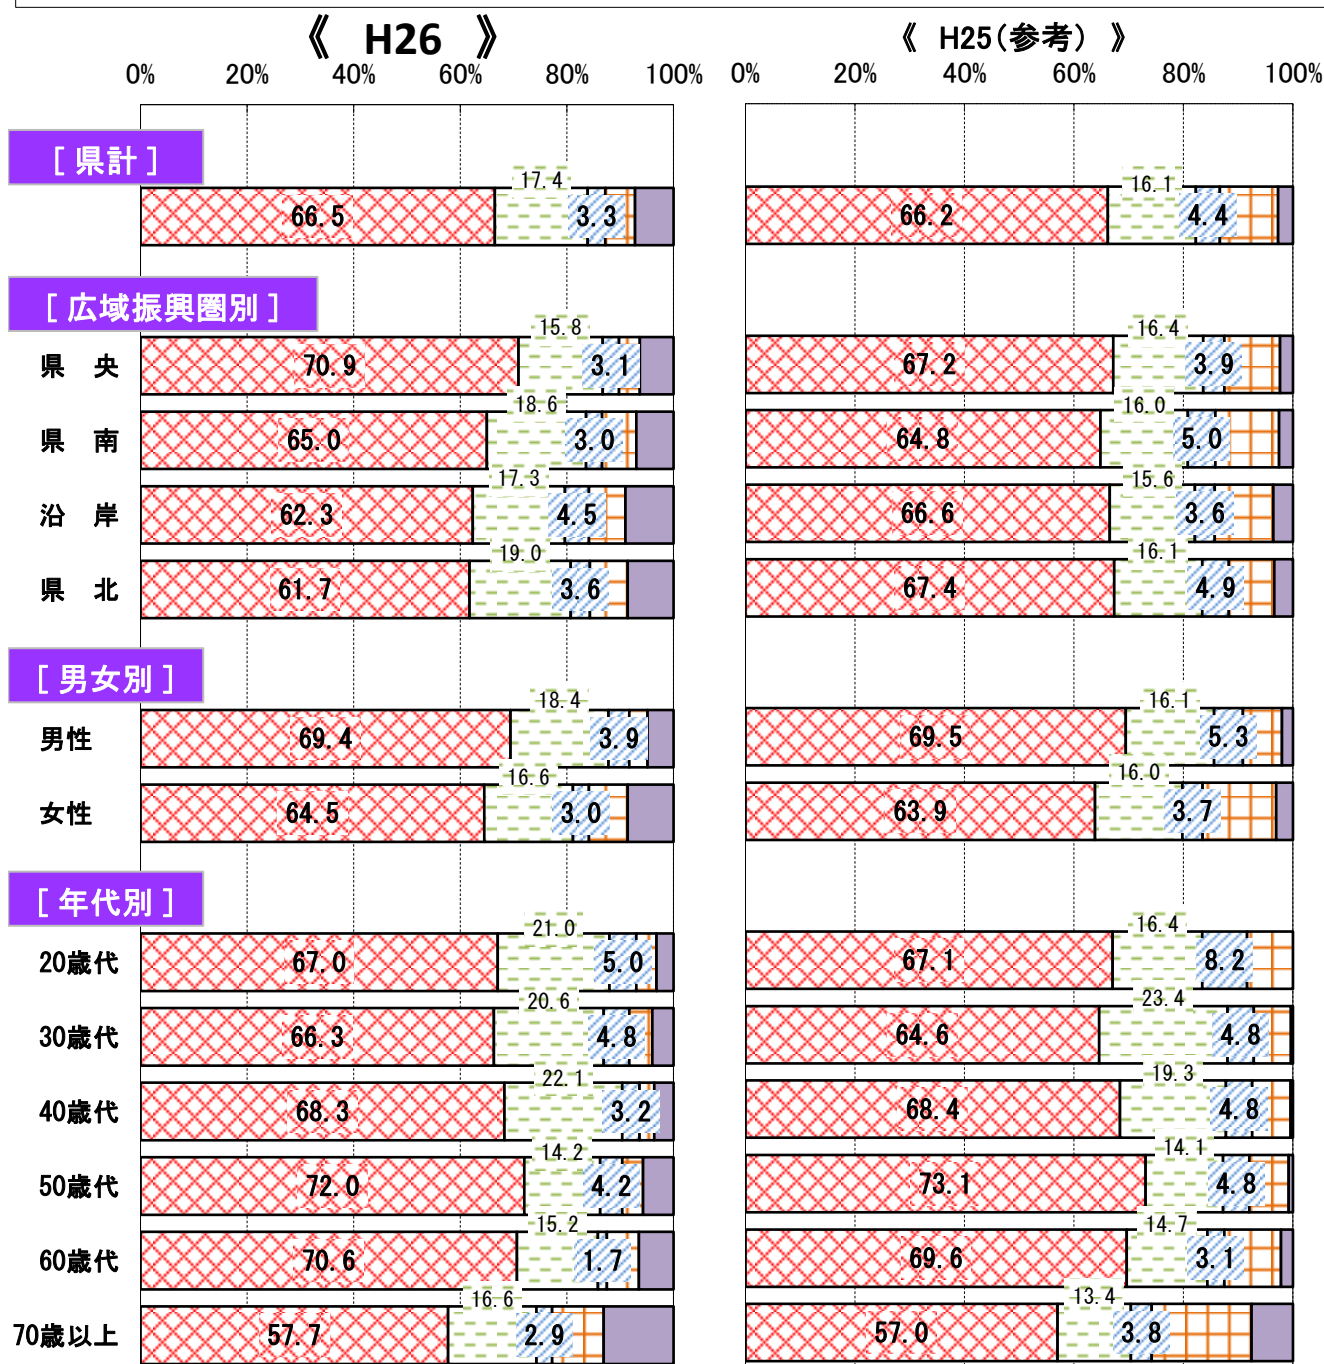 《 H26 》 《 H25(参考) 》
0% 20% 40% 60% 80% 100% 0% 20% 40% 60% 80% 100%
[ 県計 ]
17.4 16.1
66.5 3.3 66.2 4.4
[ 広域振興圏別 ]
15.8 16.4
県 央 70.9 3.1 67.2 3.9
18.6 16.0
県 南 65.0 3.0 64.8 5.0
17.3 15.6
沿 岸 62.3 4.5 66.6 3.6
19.0 16.1
県 北 61.7 3.6 67.4 4.9
[ 男女別 ]
18.4 16.1
男性 69.4 3.9 69.5 5.3
16.6 16.0
女性 64.5 3.0 63.9 3.7
[ 年代別 ]
21.0 16.4
20歳代 67.0 5.0 67.1 8.2
20.6 23.4
30歳代 66.3 4.8 64.6 4.8
22.1 19.3
40歳代 68.3 3.2 68.4 4.8
14.2 14.1
50歳代 72.0 4.2 73.1 4.8
15.2 14.7
60歳代 70.6 1.7 69.6 3.1
16.6 13.4
70歳以上 57.7 2.9 57.0 3.8